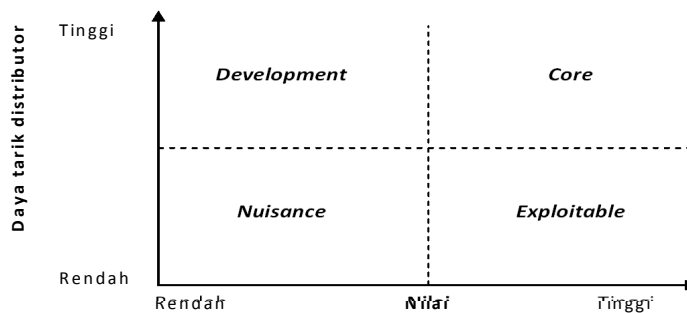 Daya tarik distributor
Tinggi
Development
Core
Nuisance
Exploitable
Rendah
Rendah
Nilai
Tinggi